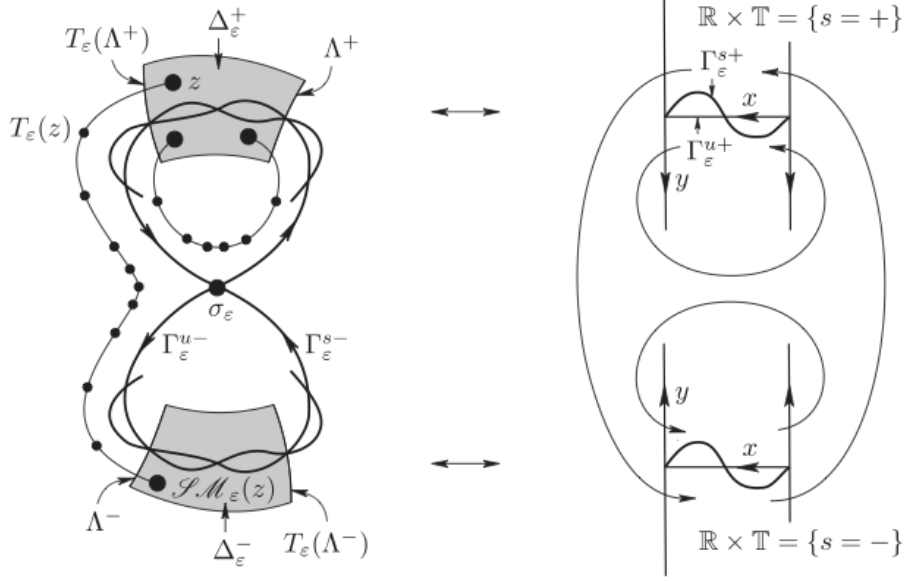 Δ_ε^+
T_ε(Λ^+)
Λ^+
z
T_ε(z)
σ_ε
Γ_ε^{u-}
Γ_ε^{s-}
𝒮ℳ_ε(z)
Λ^-
Δ_ε^-
T_ε(Λ^-)
ℝ × 𝕋 = {s = +}
Γ_ε^{s+}
x
Γ_ε^{u+}
y
y
x
ℝ × 𝕋 = {s = -}